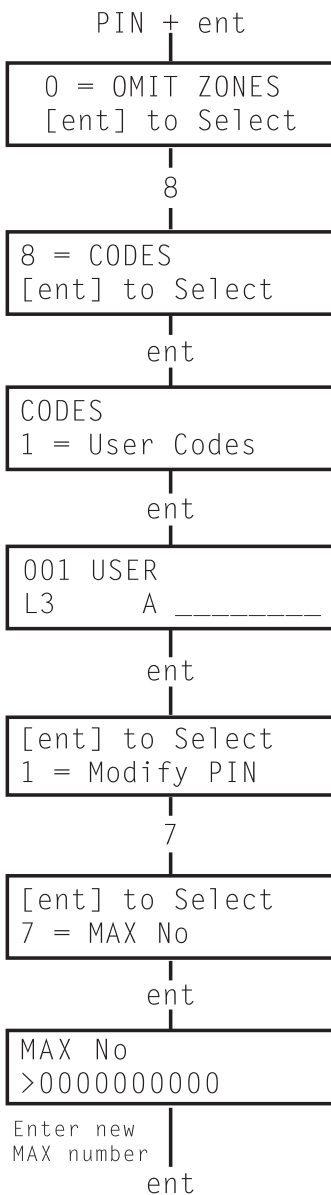 PIN + ent
0 = OMIT ZONES
[ent] to Select
8
8 = CODES
[ent] to Select
ent
CODES
1 = User Codes
ent
001 USER
L3 A ________
ent
[ent] to Select
1 = Modify PIN
7
[ent] to Select
7 = MAX No
ent
MAX No
>0000000000
Enter new
MAX number
ent